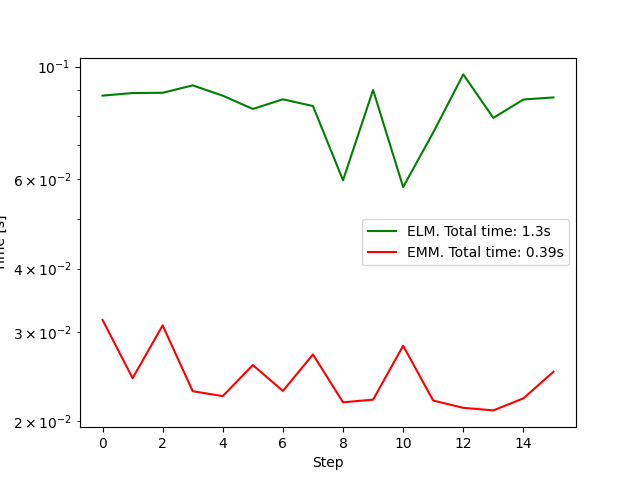 10⁻¹
6 × 10⁻²
4 × 10⁻²
3 × 10⁻²
2 × 10⁻²
Time [s]
ELM. Total time: 1.3s
EMM. Total time: 0.39s
0 2 4 6 8 10 12 14
Step